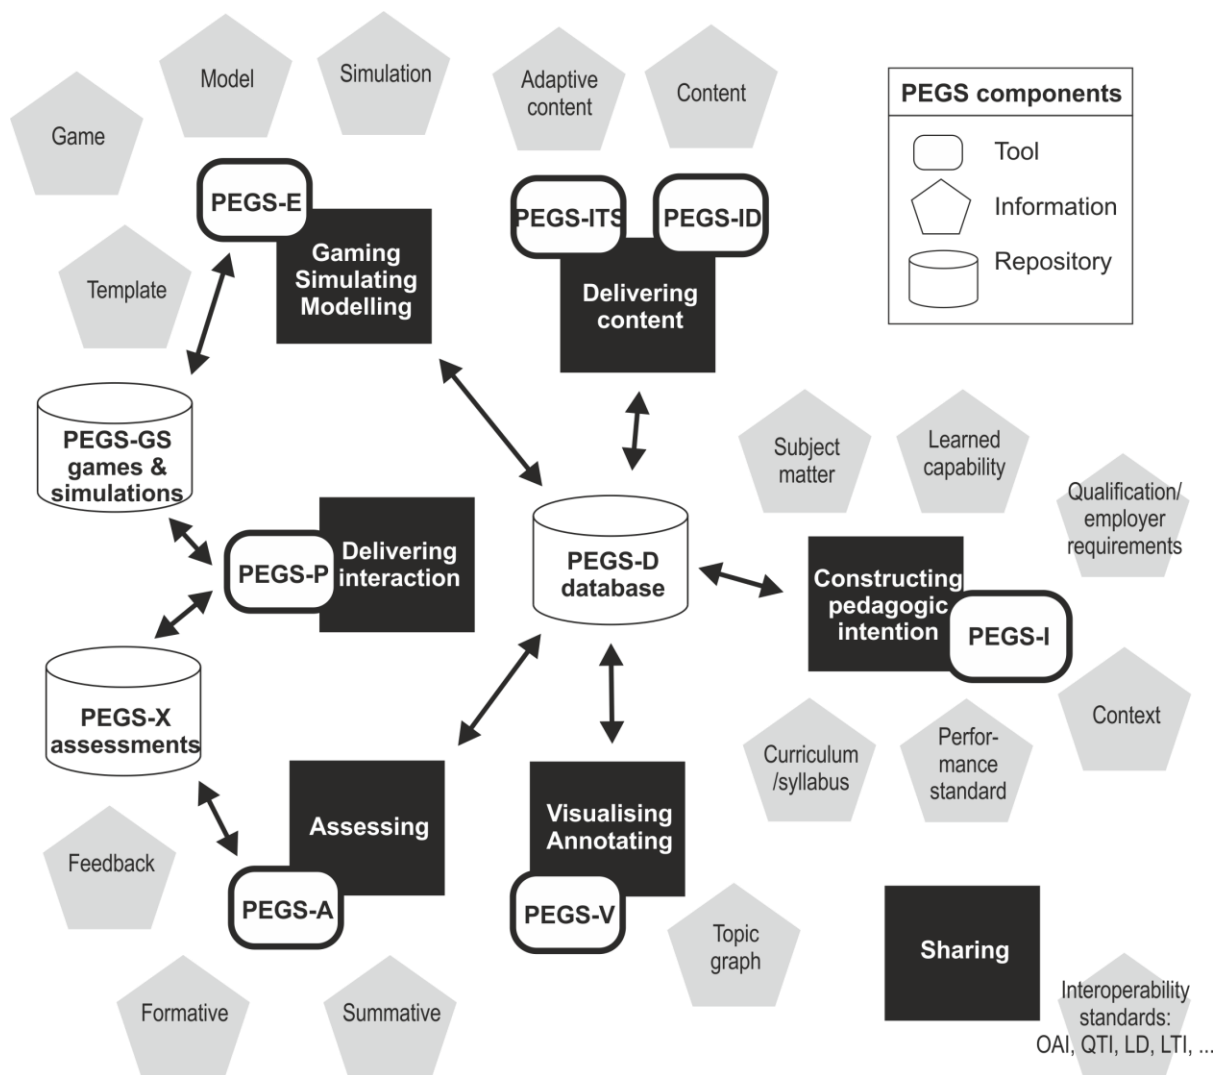 Model
Simulation
Adaptive
content
Content
Game
PEGS components
Tool
Information
Repository
PEGS-E
PEGS-ITS
PEGS-ID
Gaming
Simulating
Modelling
Delivering
content
Template
PEGS-GS
games &
simulations
Subject
matter
Learned
capability
Qualification/
employer
requirements
PEGS-P
Delivering
interaction
PEGS-D
database
Constructing
pedagogic
intention
PEGS-I
PEGS-X
assessments
Context
Curriculum
/syllabus
Perfor-
mance
standard
Assessing
Visualising
Annotating
Feedback
PEGS-A
PEGS-V
Topic
graph
Sharing
Formative
Summative
Interoperability
standards:
OAI, QTI, LD, LTI, ...